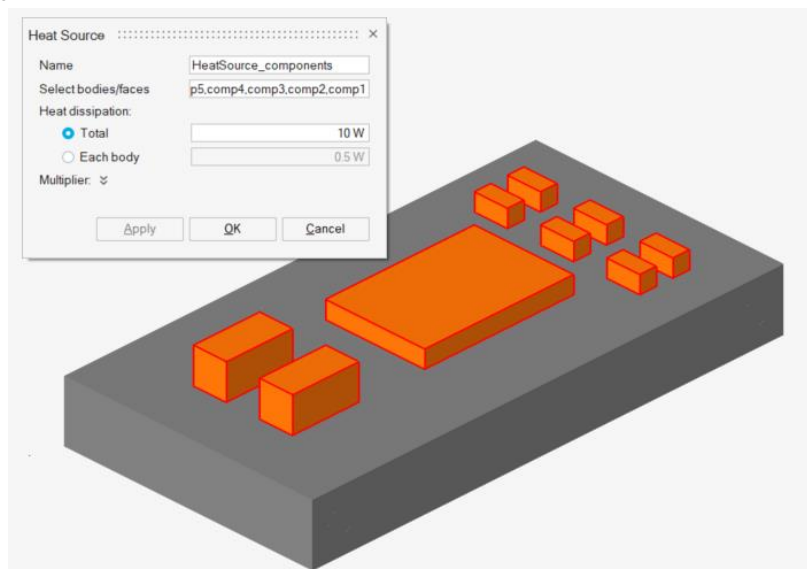 Heat Source
Name HeatSource_components
Select bodies/faces p5,comp4,comp3,comp2,comp1
Heat dissipation:
Total 10 W
Each body 0.5 W
Multiplier:
Apply OK Cancel